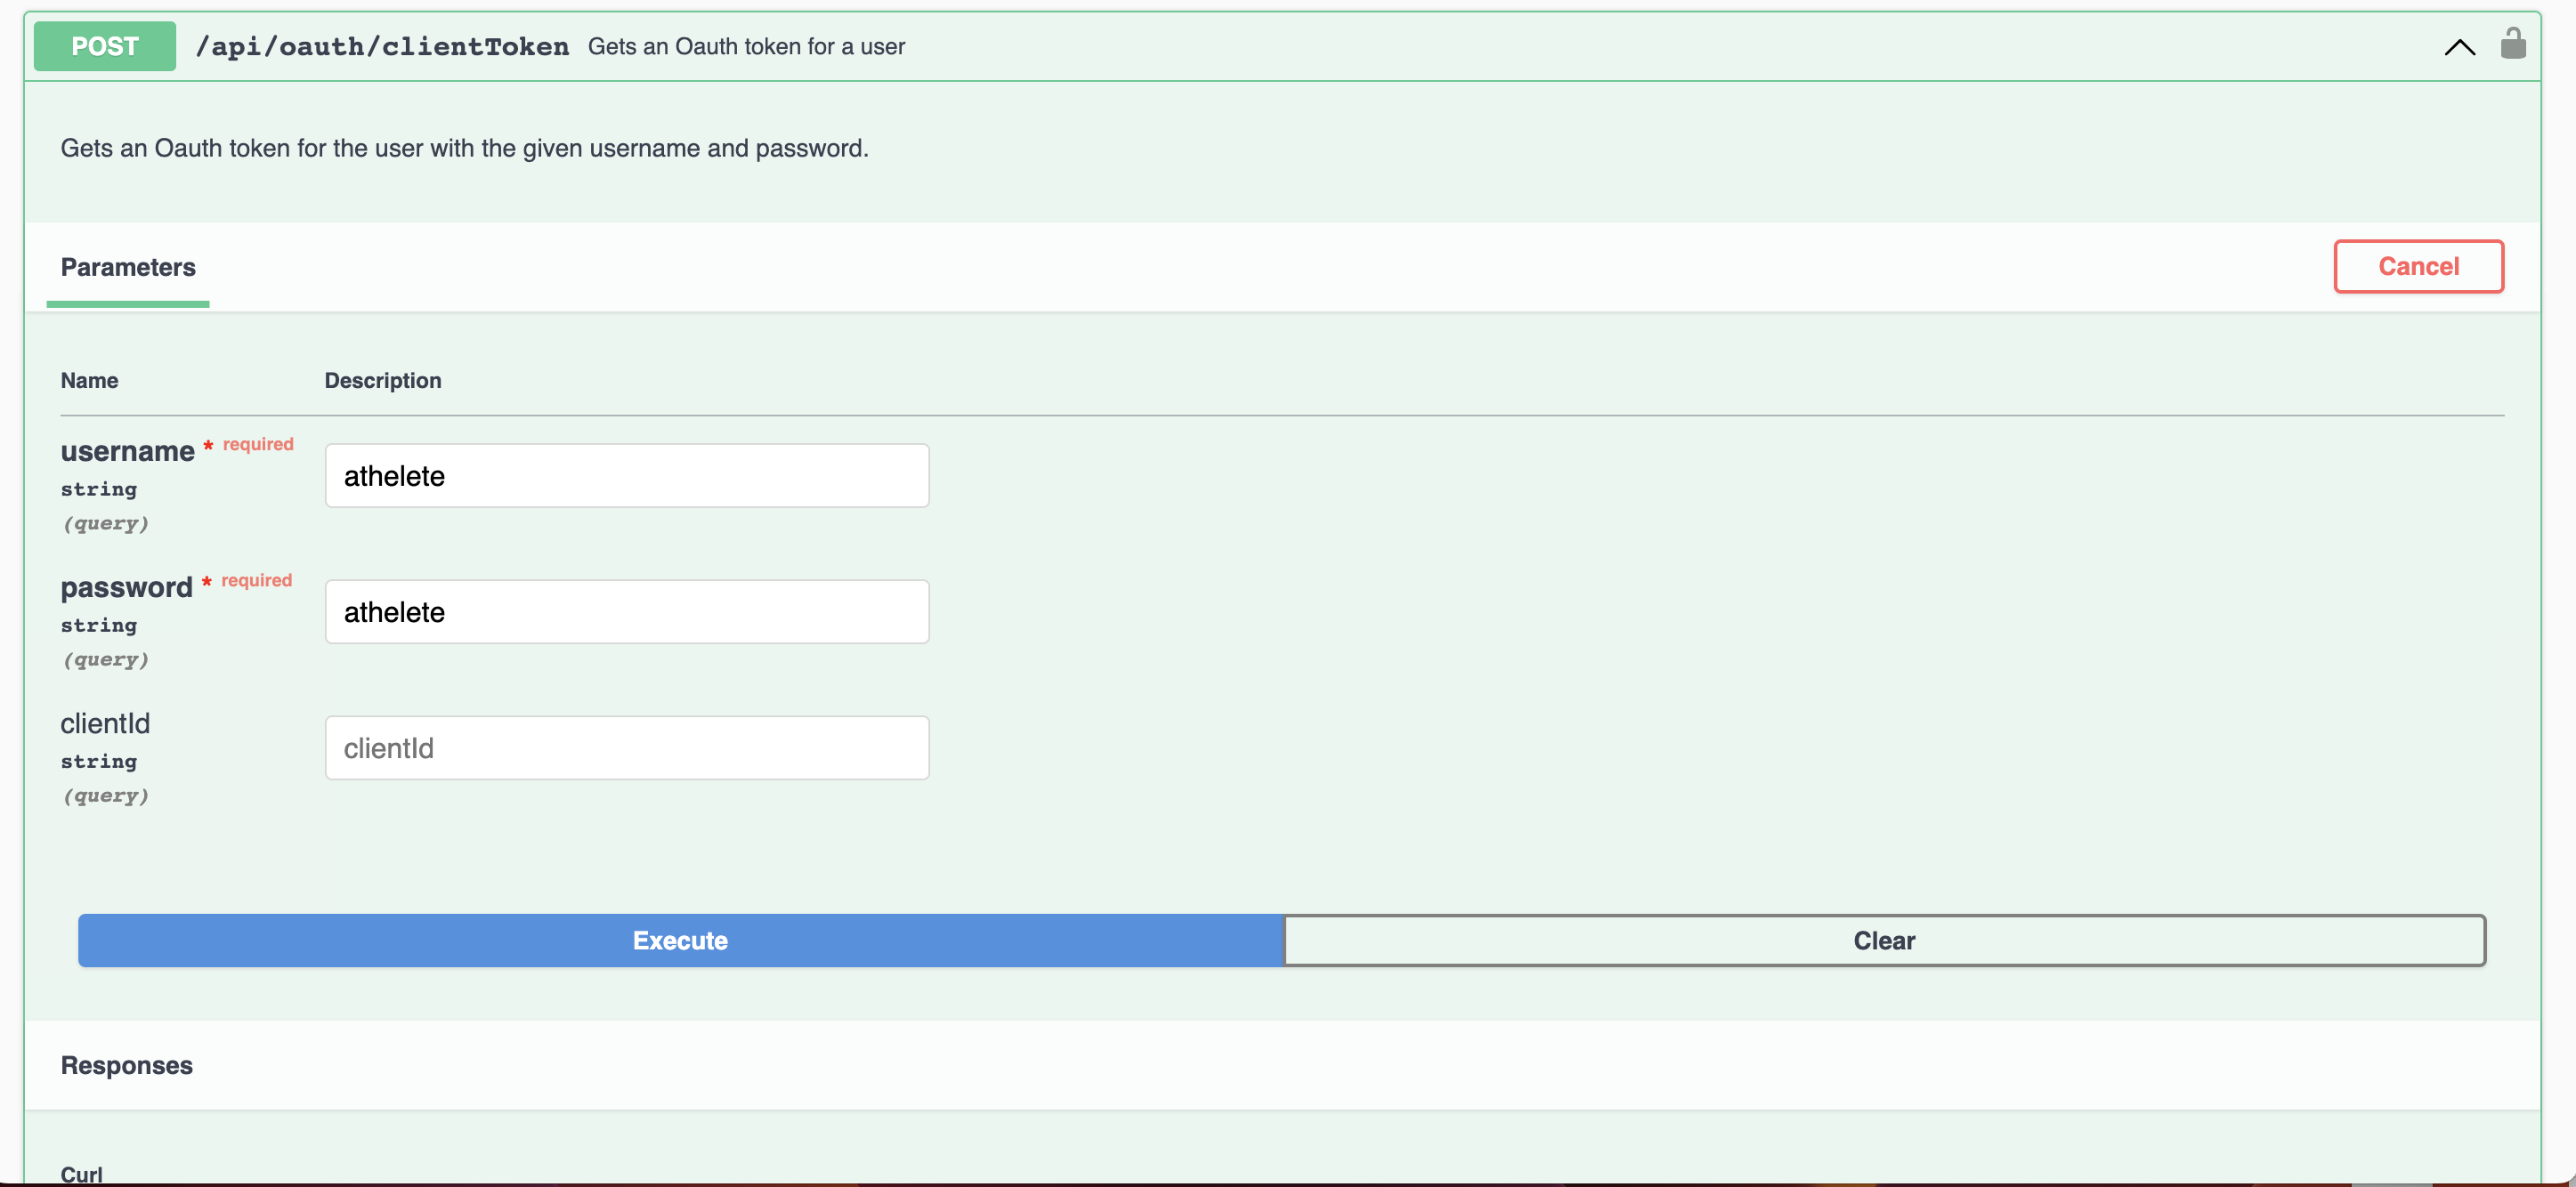 POST /api/oauth/clientToken Gets an Oauth token for a user
Gets an Oauth token for the user with the given username and password.
Parameters
Cancel
Name Description
username * required
string
(query)
athelete
password * required
string
(query)
athelete
clientId
string
(query)
clientId
Execute
Clear
Responses
Curl